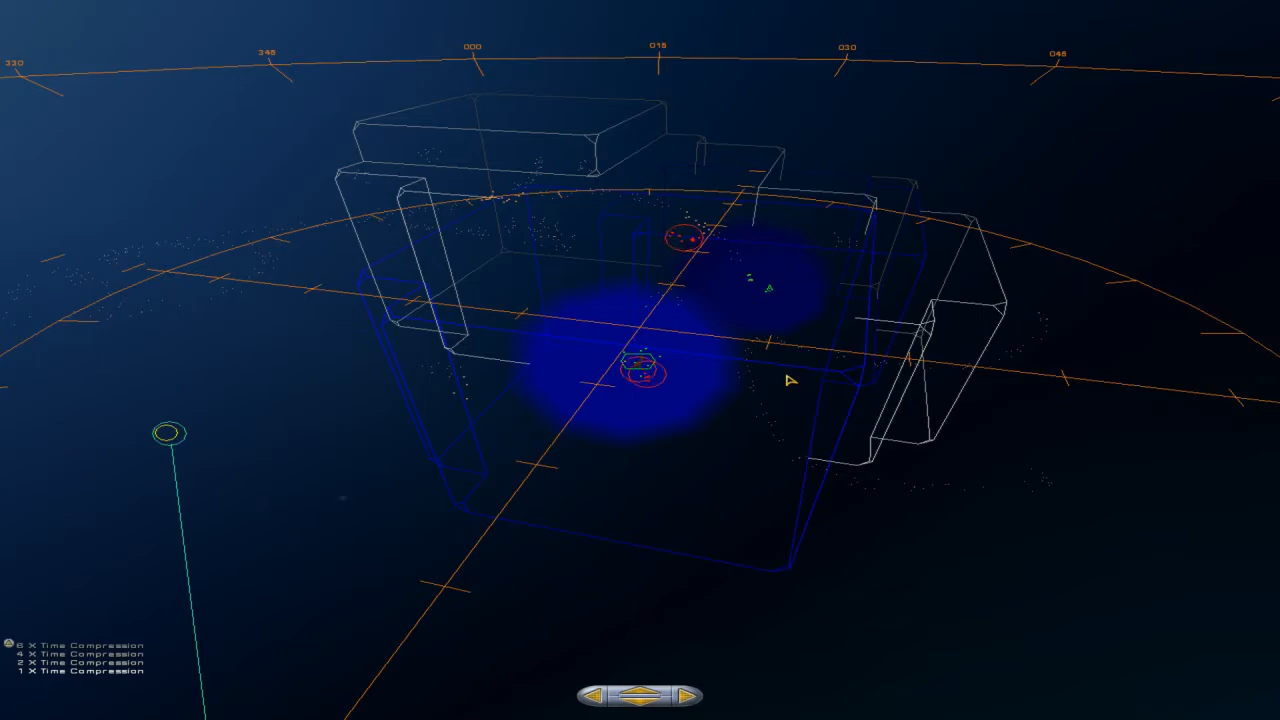 330
345
000
015
030
045
6 X Time Compression
4 X Time Compression
2 X Time Compression
1 X Time Compression